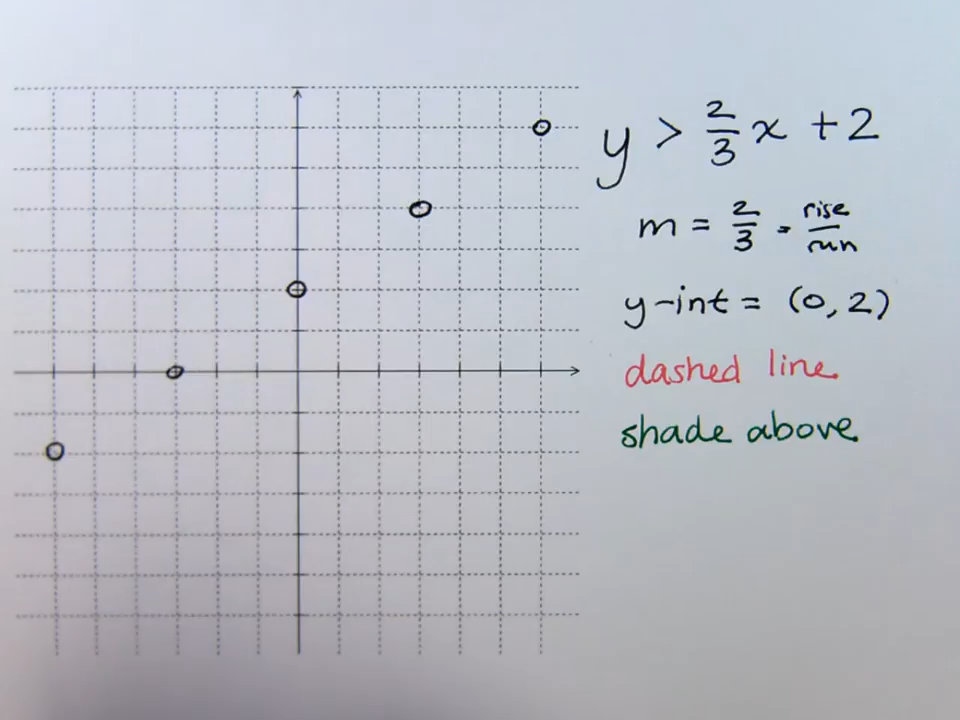 y > 2/3 x + 2
m = 2/3 = rise/run
y-int = (0, 2)
dashed line
shade above